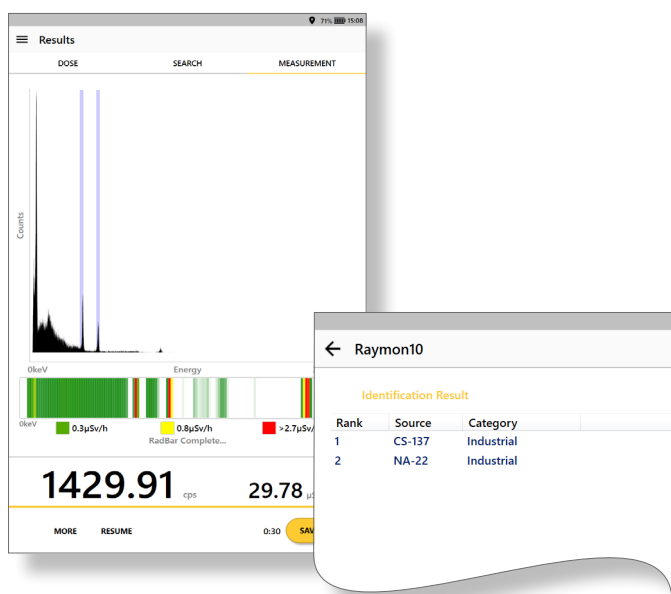 71% 15:08
Results
DOSE SEARCH MEASUREMENT
Counts
0keV Energy
0keV 0.3µSv/h 0.8µSv/h >2.7µSv/
RadBar Complete...
1429.91 cps 29.78
MORE RESUME 0:30
Raymon10
Identification Result
Rank Source Category
1 CS-137 Industrial
2 NA-22 Industrial